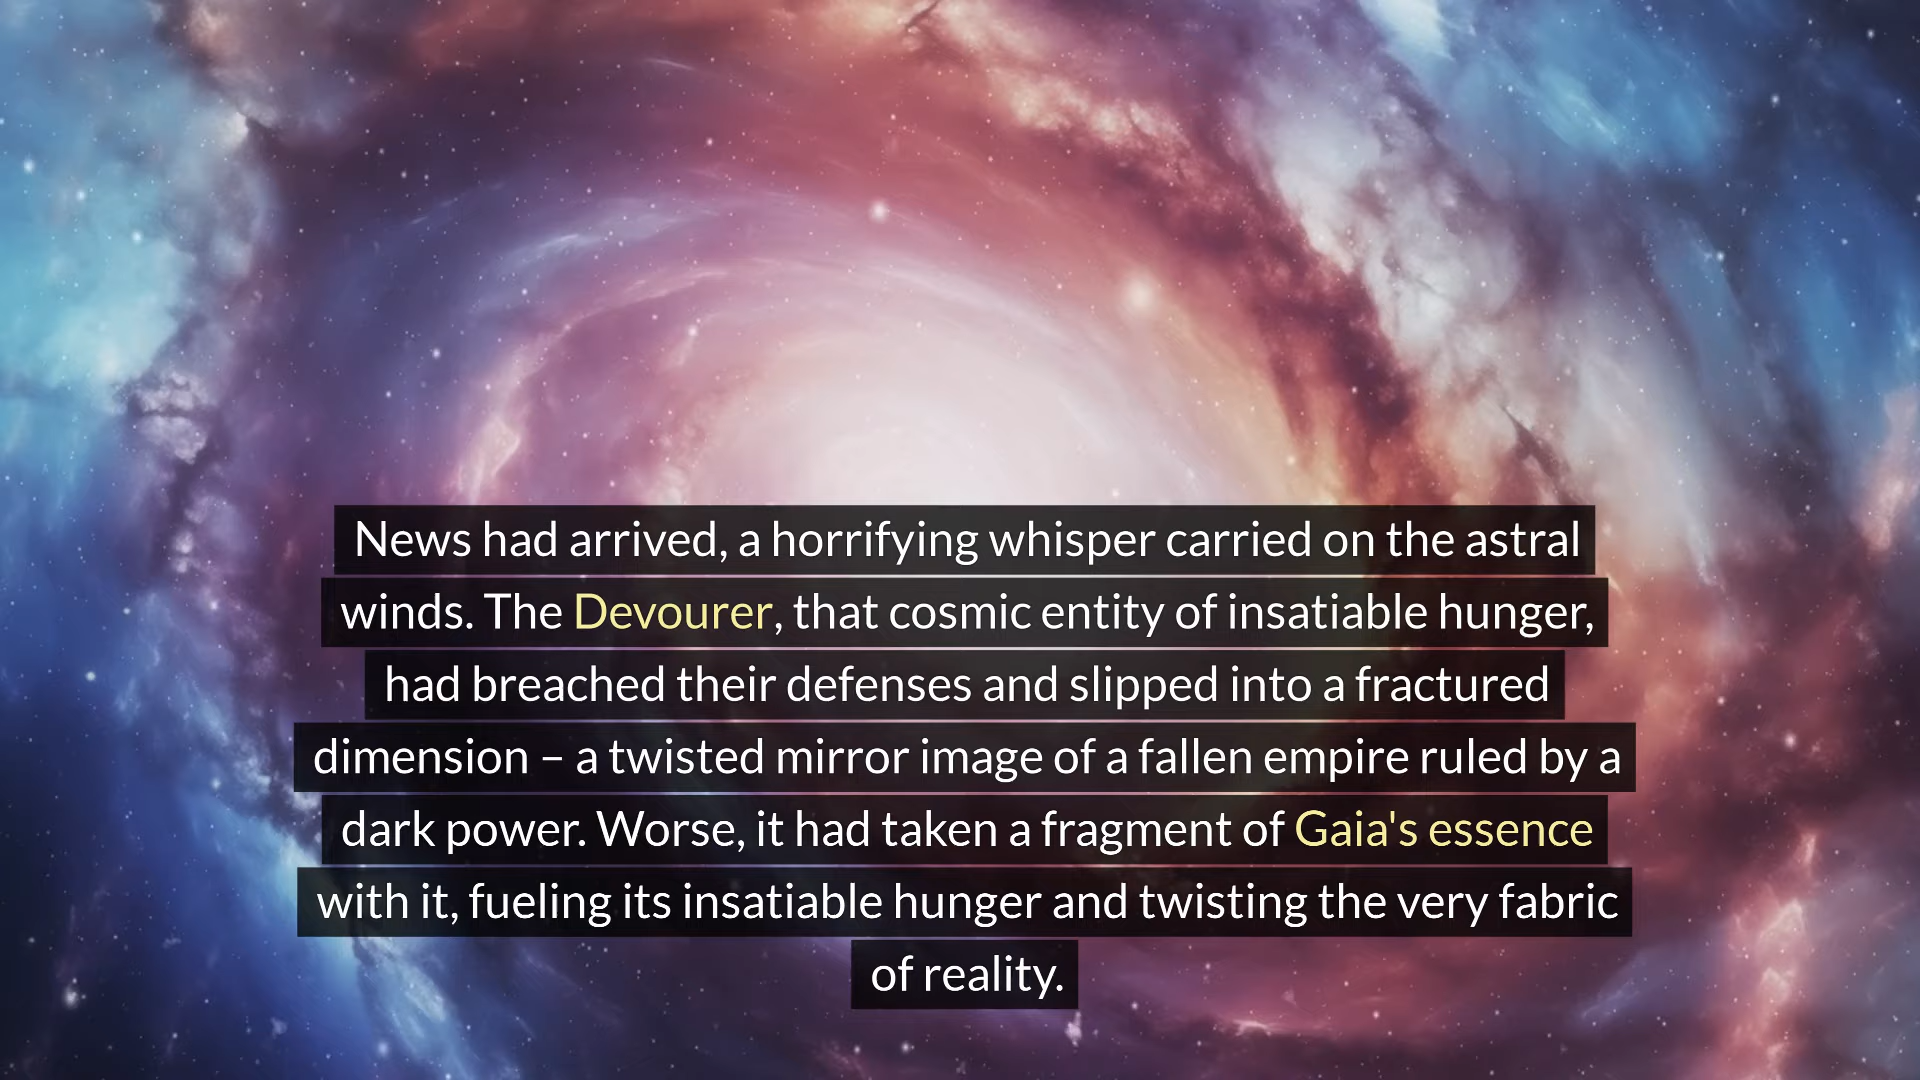 News had arrived, a horrifying whisper carried on the astral
winds. The Devourer, that cosmic entity of insatiable hunger,
had breached their defenses and slipped into a fractured
dimension – a twisted mirror image of a fallen empire ruled by a
dark power. Worse, it had taken a fragment of Gaia's essence
with it, fueling its insatiable hunger and twisting the very fabric
of reality.